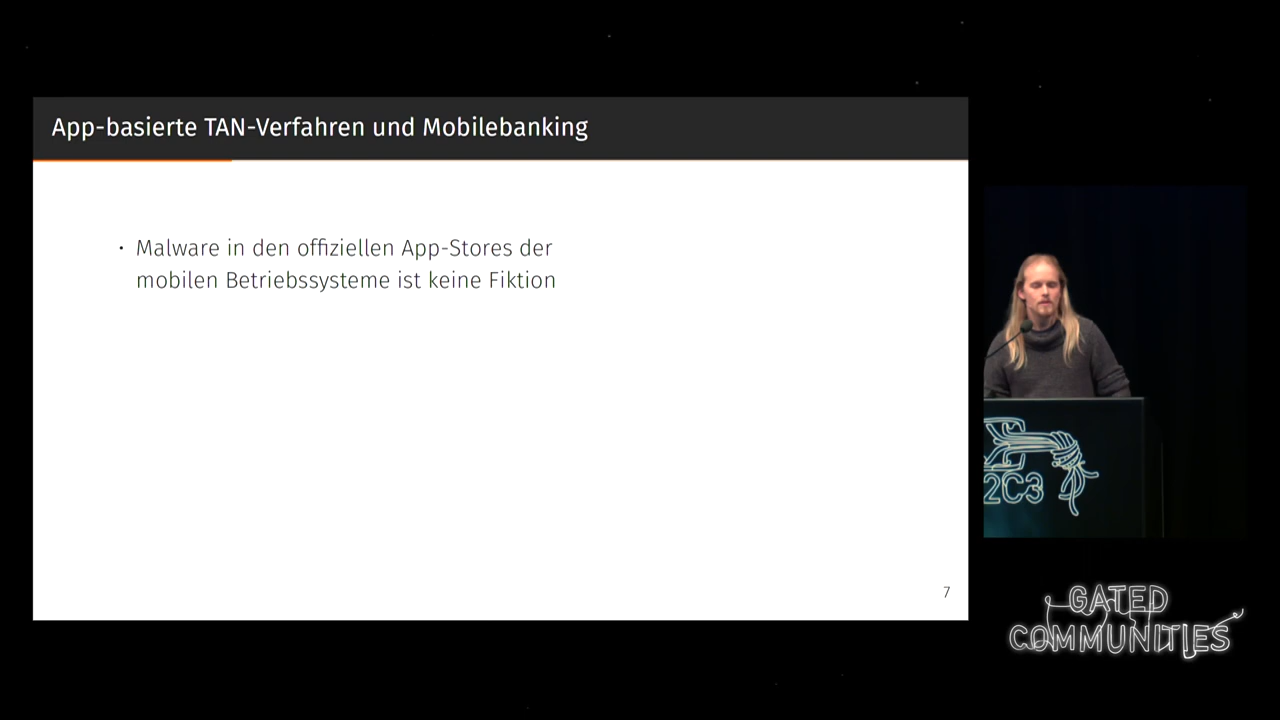 App-basierte TAN-Verfahren und Mobilebanking
• Malware in den offiziellen App-Stores der
mobilen Betriebssysteme ist keine Fiktion
7
2C3
GATED
COMMUNITIES